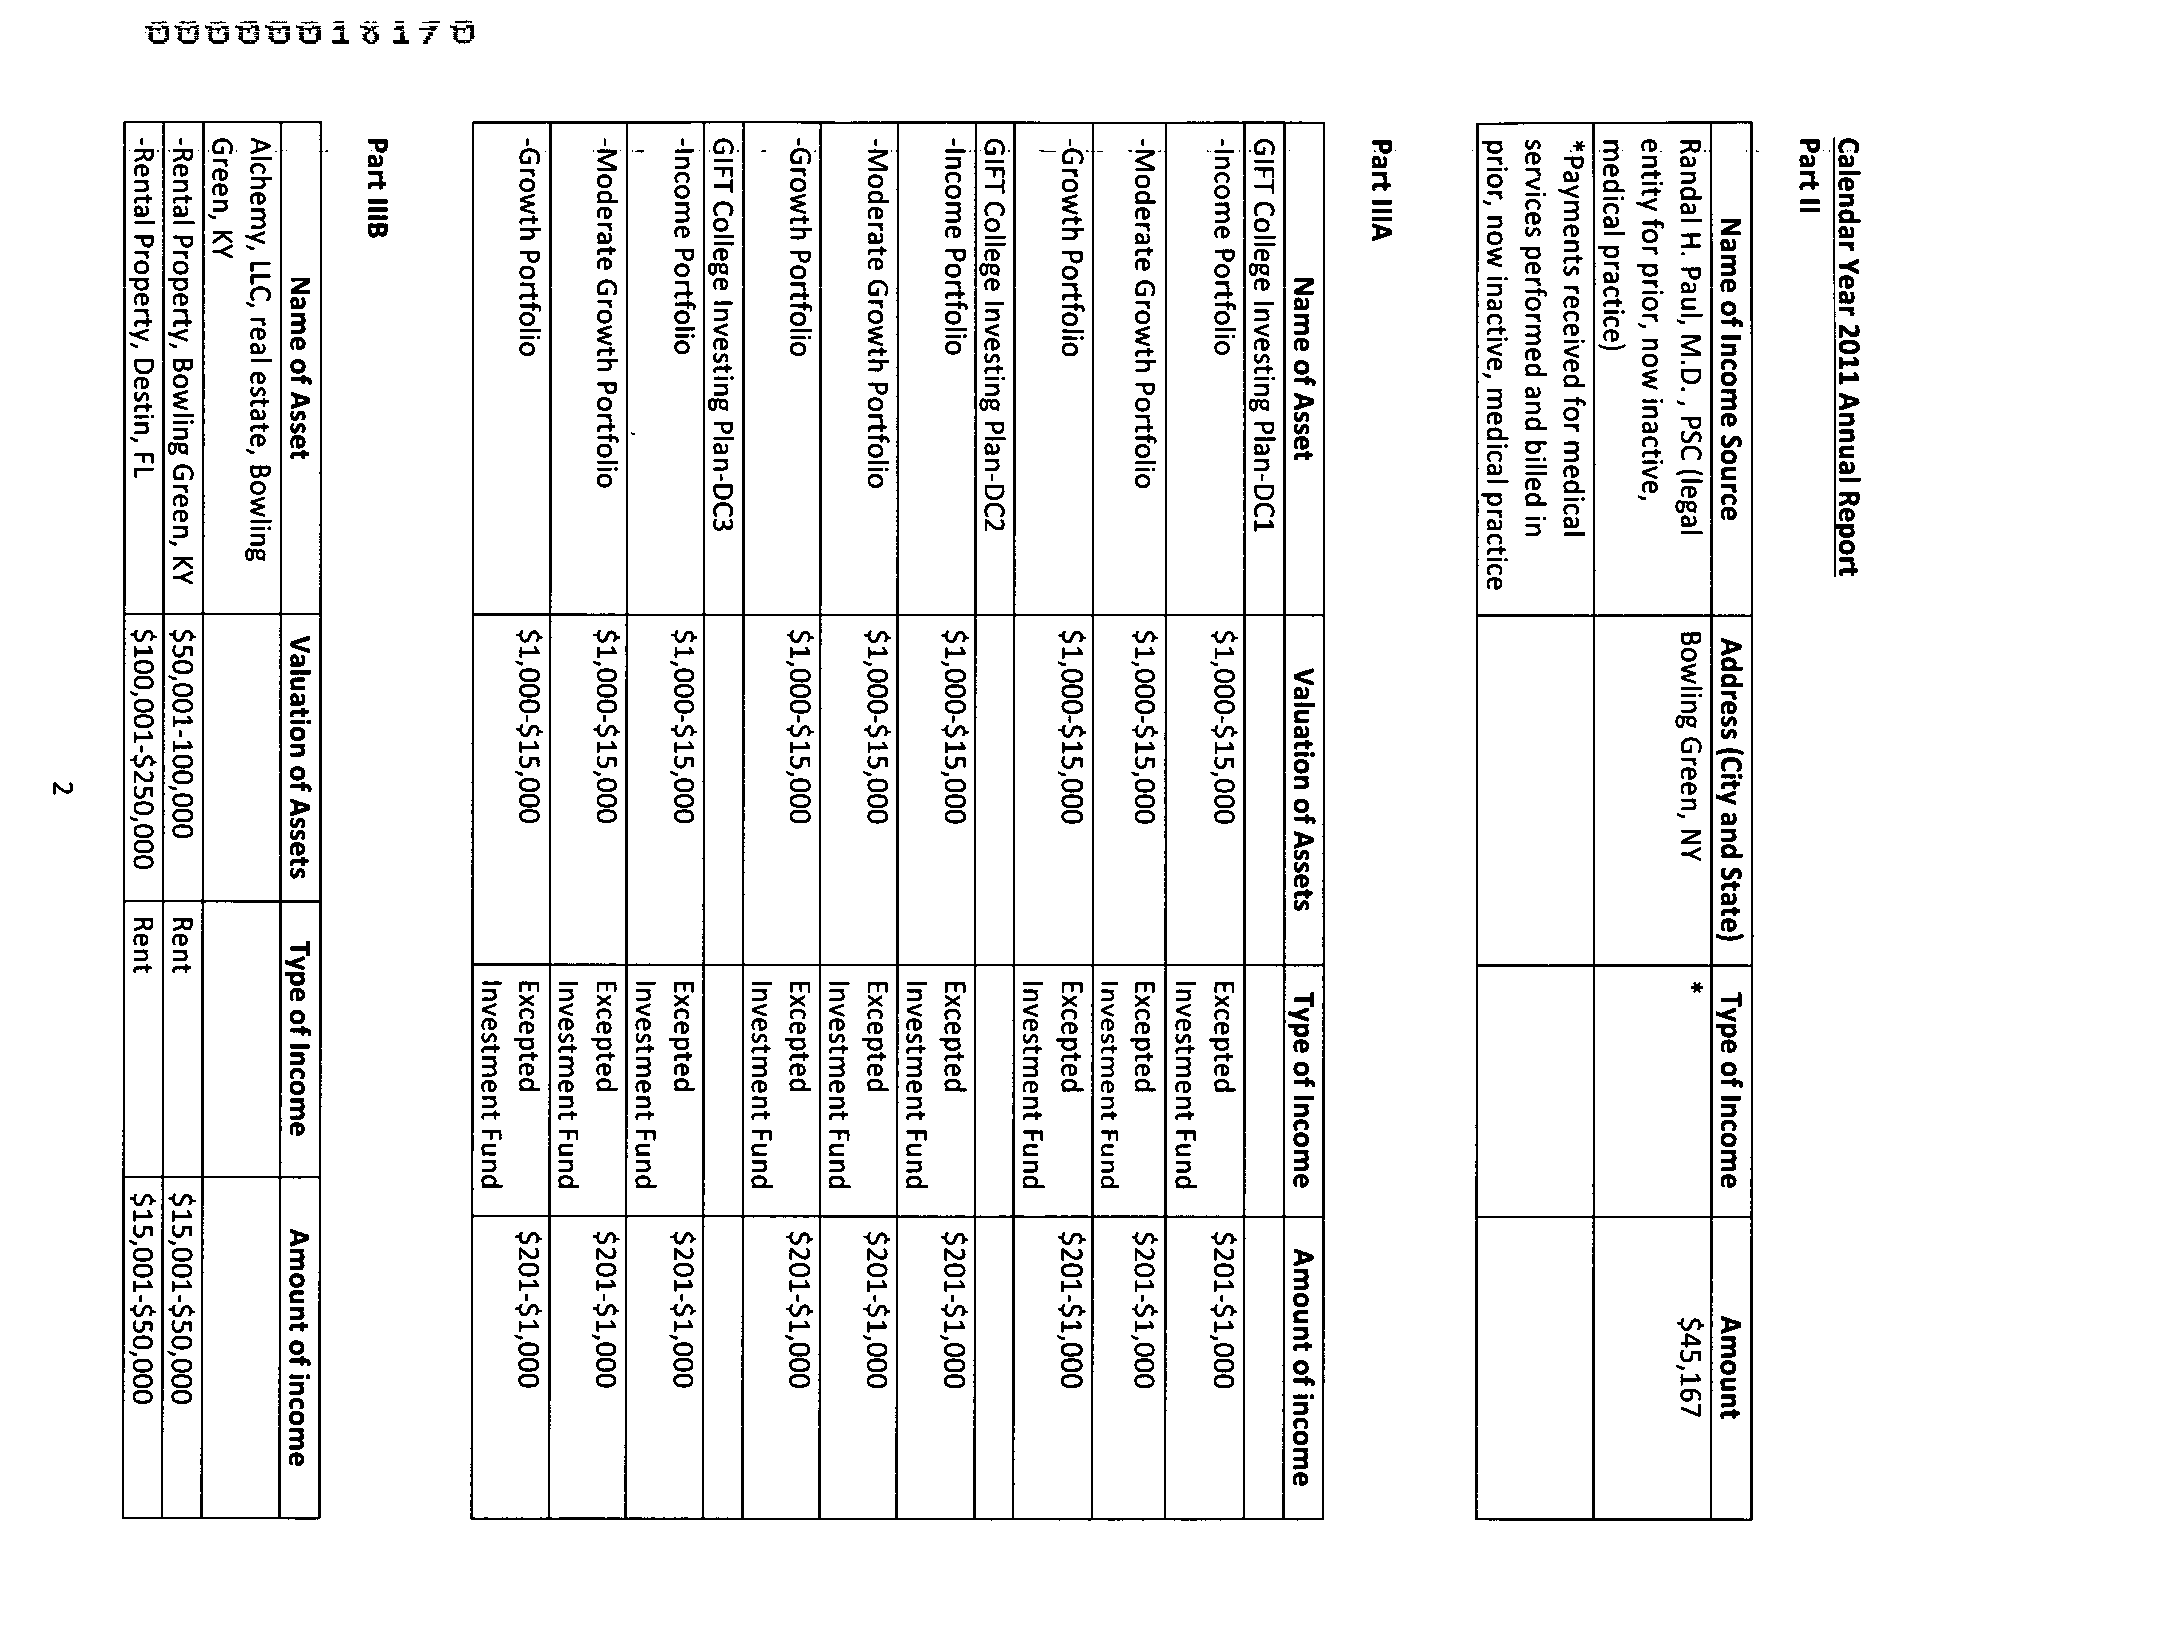 Calendar Year 2011 Annual Report
Part II
Name of Income Source Address (City and State) Type of Income Amount
Randal H. Paul, M.D., PSC (legal Bowling Green, NY * $45,167
entity for prior, now inactive,
medical practice)
*Payments received for medical
services performed and billed in
prior, now inactive, medical practice
Part IIIA
Name of Asset Valuation of Assets Type of Income Amount of income
GIFT College Investing Plan-DC1
-Income Portfolio $1,000-$15,000 Excepted $201-$1,000
Investment Fund
-Moderate Growth Portfolio $1,000-$15,000 Excepted $201-$1,000
Investment Fund
-Growth Portfolio $1,000-$15,000 Excepted $201-$1,000
Investment Fund
GIFT College Investing Plan-DC2
-Income Portfolio $1,000-$15,000 Excepted $201-$1,000
Investment Fund
-Moderate Growth Portfolio $1,000-$15,000 Excepted $201-$1,000
Investment Fund
-Growth Portfolio $1,000-$15,000 Excepted $201-$1,000
Investment Fund
GIFT College Investing Plan-DC3
-Income Portfolio $1,000-$15,000 Excepted $201-$1,000
Investment Fund
-Moderate Growth Portfolio $1,000-$15,000 Excepted $201-$1,000
Investment Fund
-Growth Portfolio $1,000-$15,000 Excepted $201-$1,000
Investment Fund
Part IIIB
Name of Asset Valuation of Assets Type of Income Amount of income
Alchemy, LLC, real estate, Bowling
Green, KY
-Rental Property, Bowling Green, KY $50,001-100,000 Rent $15,001-$50,000
-Rental Property, Destin, FL $100,001-$250,000 Rent $15,001-$50,000
2